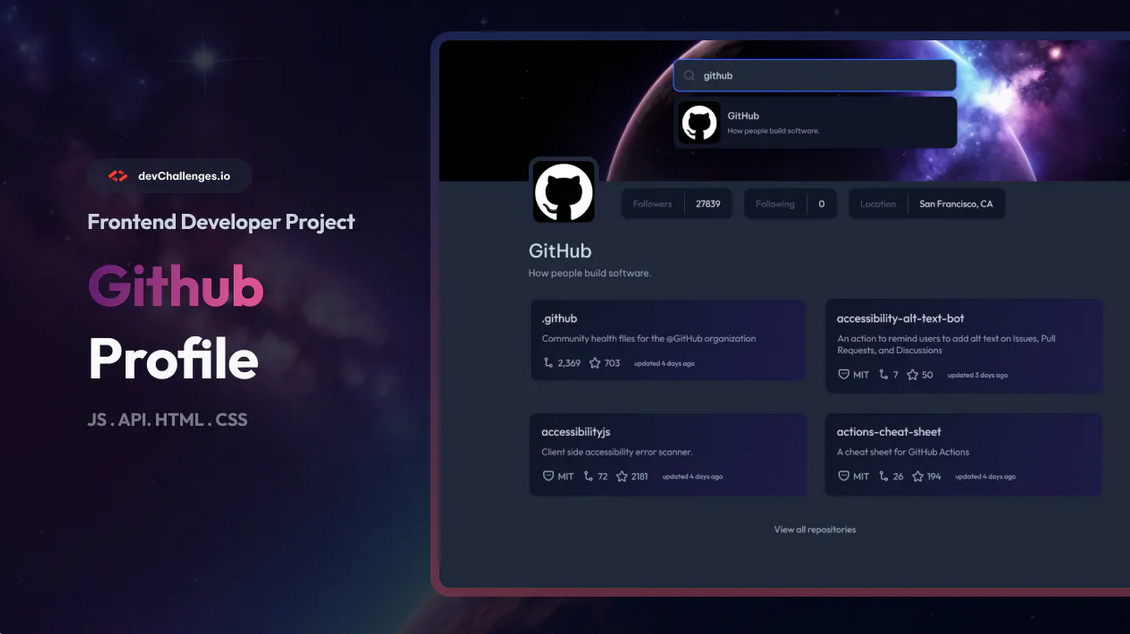 devChallenges.io
Frontend Developer Project
Github
Profile
JS . API. HTML . CSS
github
GitHub
How people build software.
Followers 27839
Following 0
Location San Francisco, CA
GitHub
How people build software.
.github
Community health files for the @GitHub organization
2,369 703 updated 4 days ago
accessibility-alt-text-bot
An action to remind users to add alt text on Issues, Pull
Requests, and Discussions
MIT 7 50 updated 3 days ago
accessibilityjs
Client side accessibility error scanner.
MIT 72 2181 updated 4 days ago
actions-cheat-sheet
A cheat sheet for GitHub Actions
MIT 26 194 updated 4 days ago
View all repositories